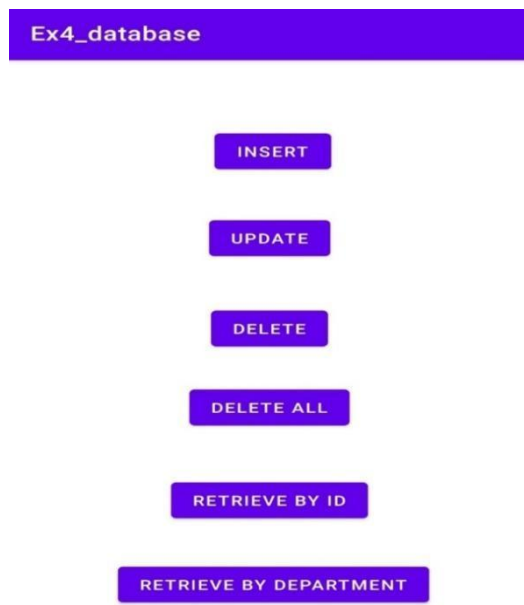 Ex4_database
INSERT
UPDATE
DELETE
DELETE ALL
RETRIEVE BY ID
RETRIEVE BY DEPARTMENT